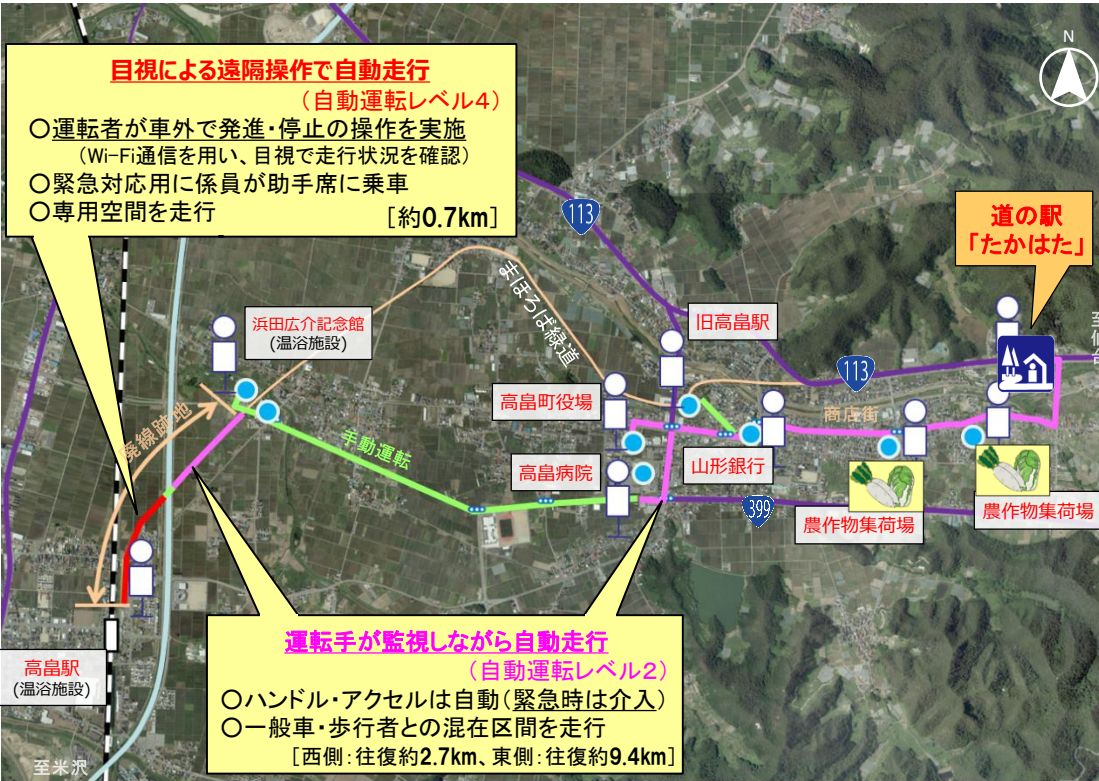 目視による遠隔操作で自動走行
（自動運転レベル4）
○運転者が車外で発進・停止の操作を実施
（Wi-Fi通信を用い、目視で走行状況を確認）
○緊急対応用に係員が助手席に乗車
○専用空間を走行　［約0.7km］
N
113
道の駅
「たかはた」
至仙台
浜田広介記念館
(温浴施設)
まほろば緑道
旧高畠駅
113
高畠町役場
商店街
廃線跡地
手動運転
高畠病院
山形銀行
399
農作物集荷場
農作物集荷場
運転手が監視しながら自動走行
（自動運転レベル2）
○ハンドル・アクセルは自動（緊急時は介入）
○一般車・歩行者との混在区間を走行
［西側：往復約2.7km、東側：往復約9.4km］
高畠駅
(温浴施設)
至米沢